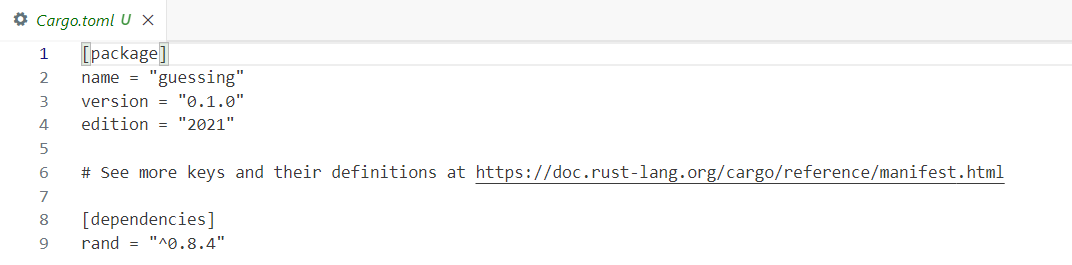 Cargo.toml U
1 [package]
2 name = "guessing"
3 version = "0.1.0"
4 edition = "2021"
5
6 # See more keys and their definitions at https://doc.rust-lang.org/cargo/reference/manifest.html
7
8 [dependencies]
9 rand = "^0.8.4"